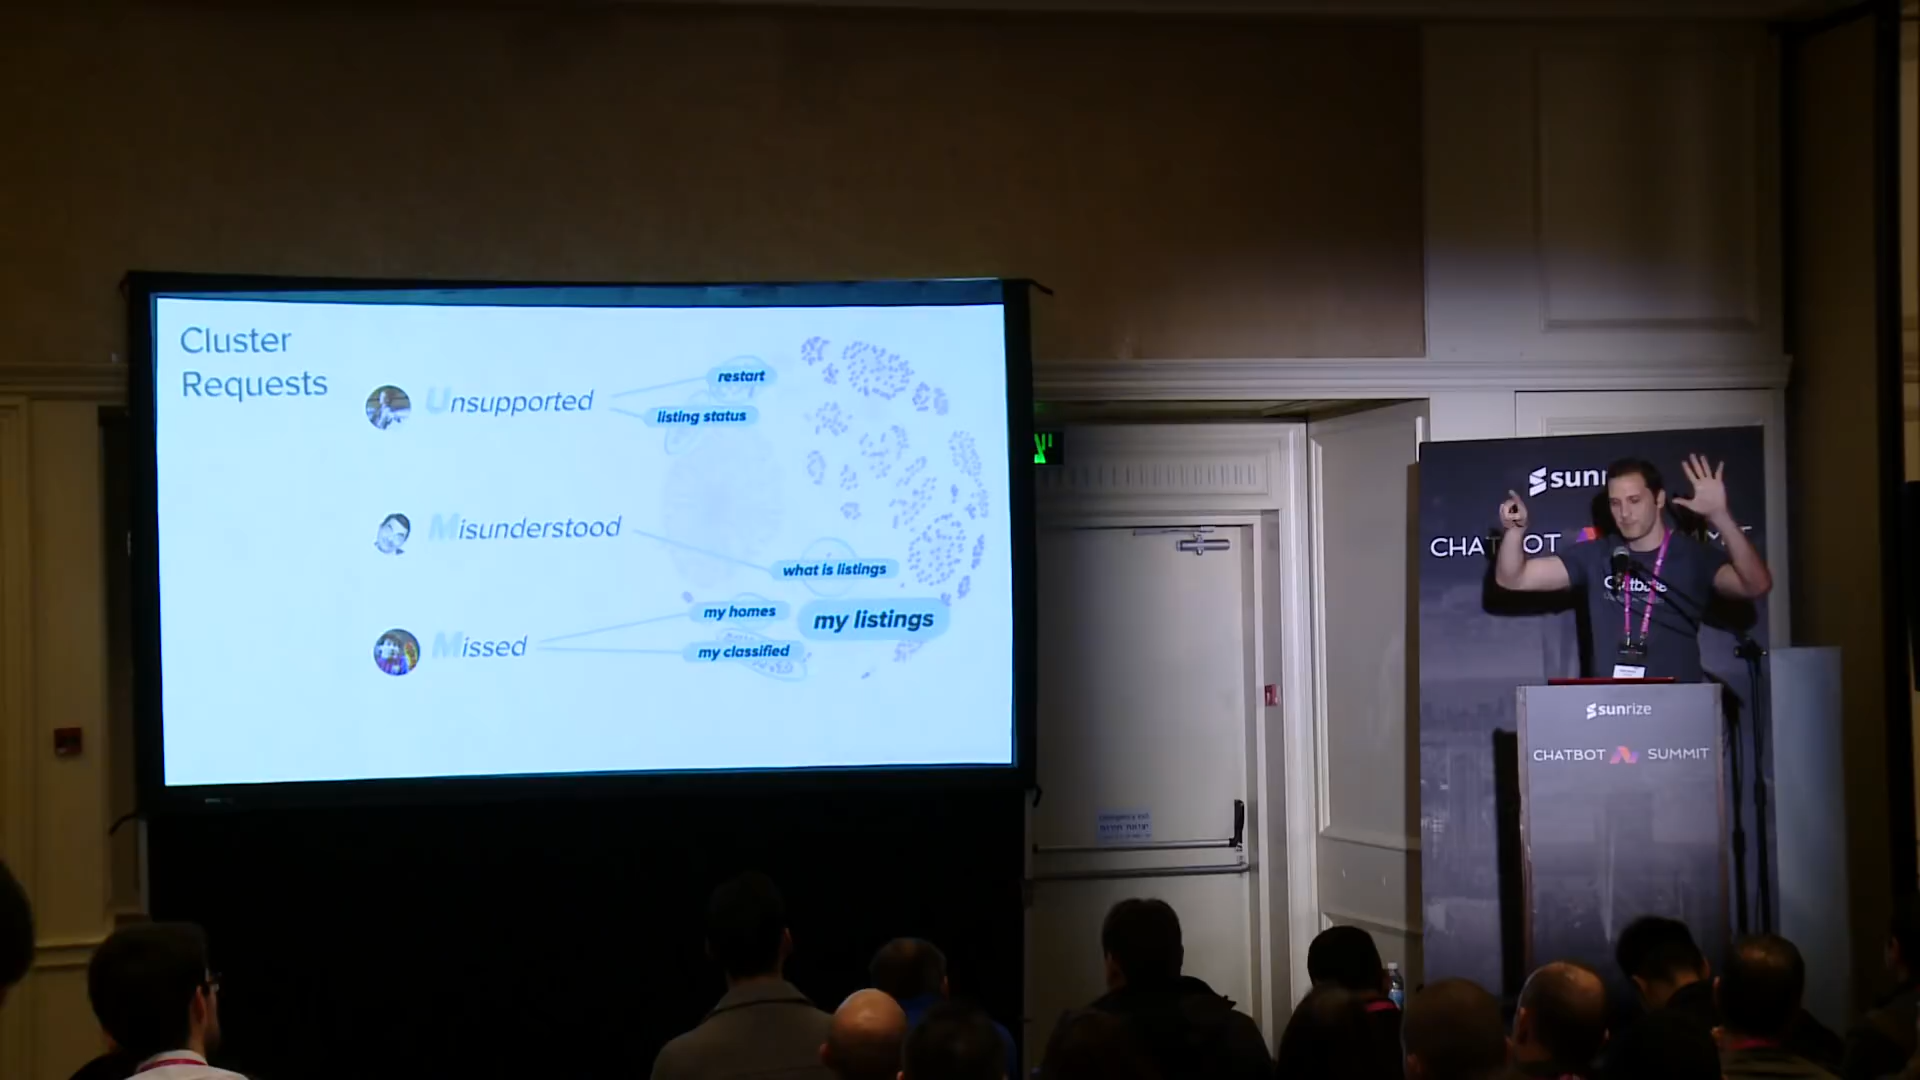 Cluster
Requests
Unsupported
restart
listing status
Misunderstood
what is listings
Missed
my homes
my classified
my listings
sunrize
CHATBOT SUMMIT